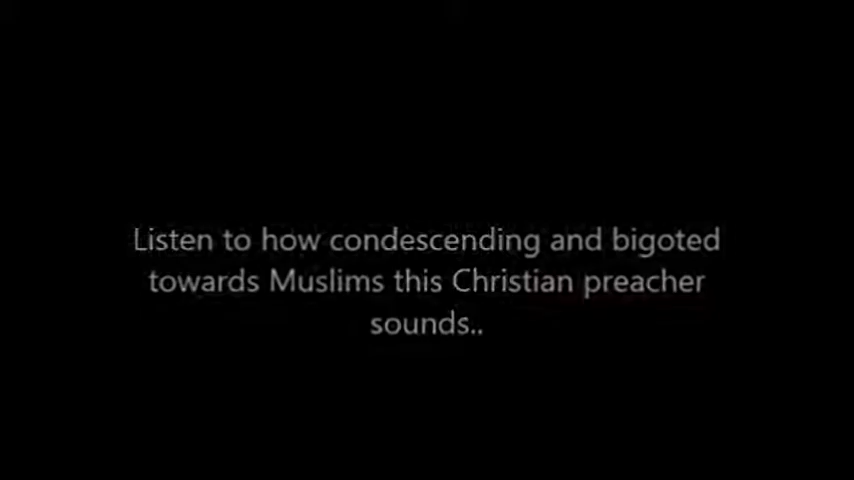 Listen to how condescending and bigoted
towards Muslims this Christian preacher
sounds..